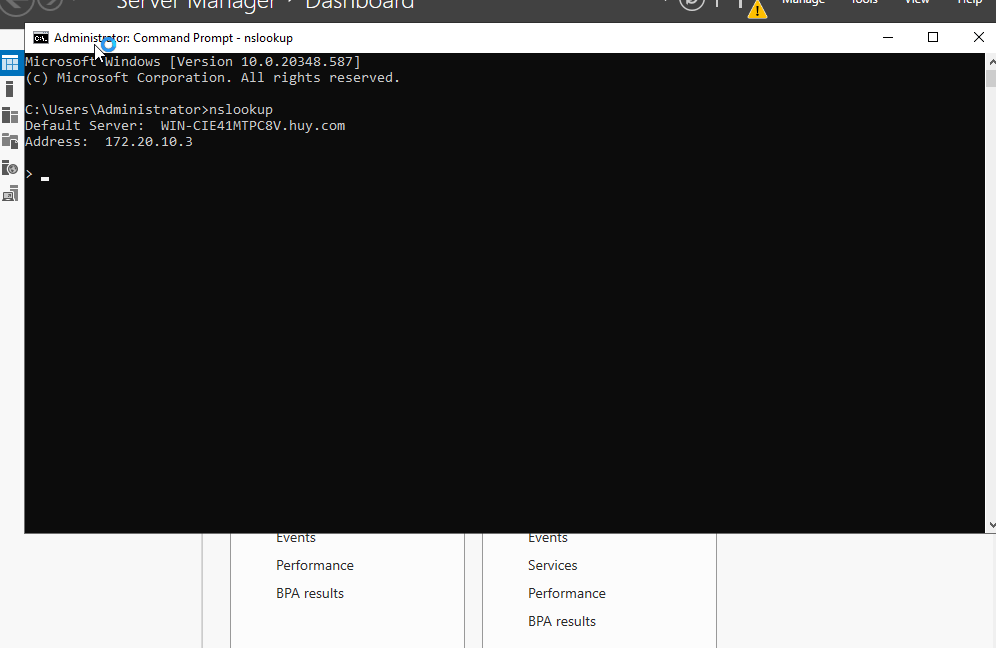 Server Manager · Dashboard
Manage Tools View Help
Administrator: Command Prompt - nslookup
Microsoft Windows [Version 10.0.20348.587]
(c) Microsoft Corporation. All rights reserved.
C:\Users\Administrator>nslookup
Default Server:  WIN-CIE41MTPC8V.huy.com
Address:  172.20.10.3
>
Events
Performance
BPA results
Events
Services
Performance
BPA results